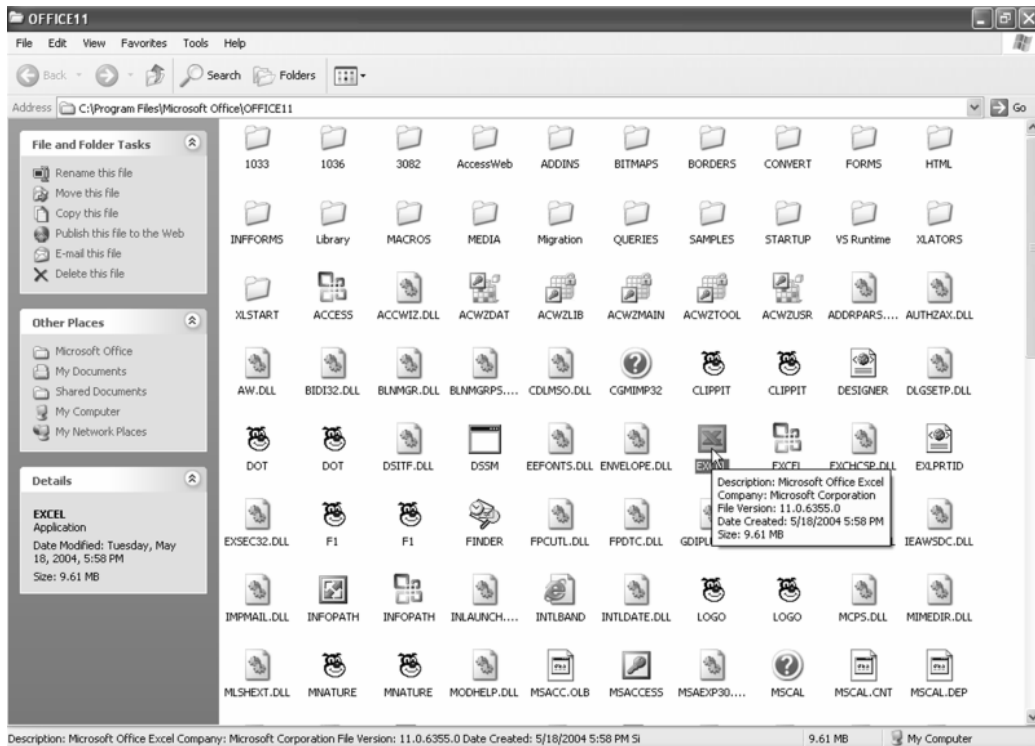 OFFICE11
File Edit View Favorites Tools Help
Back Search Folders
Address C:\Program Files\Microsoft Office\OFFICE11 Go
File and Folder Tasks
Rename this file
Move this file
Copy this file
Publish this file to the Web
E-mail this file
Delete this file
Other Places
Microsoft Office
My Documents
Shared Documents
My Computer
My Network Places
Details
EXCEL
Application
Date Modified: Tuesday, May
18, 2004, 5:58 PM
Size: 9.61 MB
1033 1036 3082 AccessWeb ADDINS BITMAPS BORDERS CONVERT FORMS HTML
INFFORMS Library MACROS MEDIA Migration QUERIES SAMPLES STARTUP VS Runtime XLATORS
XLSTART ACCESS ACCWIZ.DLL ACWZDAT ACWZLIB ACWZMAIN ACWZTOOL ACWZUSR ADDRPARS.... AUTHZAX.DLL
AW.DLL BIDI32.DLL BLNMGR.DLL BLNMGRPS.... CDLMSO.DLL CGMIMP32 CLIPPIT CLIPPIT DESIGNER DLGSETP.DLL
DOT DOT DSITF.DLL DSSM EEFONTS.DLL ENVELOPE.DLL EXCEL EXCEL EXCHCSP.DLL EXLPRTID
Description: Microsoft Office Excel
Company: Microsoft Corporation
File Version: 11.0.6355.0
Date Created: 5/18/2004 5:58 PM
Size: 9.61 MB
EXSEC32.DLL F1 F1 FINDER FPCUTL.DLL FPDTC.DLL IEAWSDC.DLL
IMPMAIL.DLL INFOPATH INFOPATH INLAUNCH.... INTLBAND INTLDATE.DLL LOGO LOGO MCPS.DLL MIMEDIR.DLL
MLSHEXT.DLL MNATURE MNATURE MODHELP.DLL MSACC.OLB MSACCESS MSAEXP30.... MSCAL MSCAL.CNT MSCAL.DEP
Description: Microsoft Office Excel Company: Microsoft Corporation File Version: 11.0.6355.0 Date Created: 5/18/2004 5:58 PM Si 9.61 MB My Computer